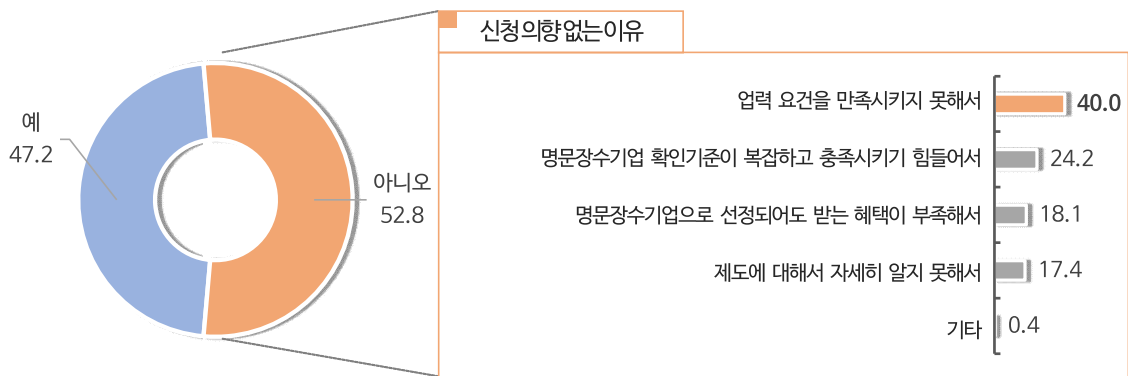 신청 의향 없는 이유
예
47.2
아니오
52.8
업력 요건을 만족시키지 못해서 40.0
명문장수기업 확인기준이 복잡하고 충족시키기 힘들어서 24.2
명문장수기업으로 선정되어도 받는 혜택이 부족해서 18.1
제도에 대해서 자세히 알지 못해서 17.4
기타 0.4